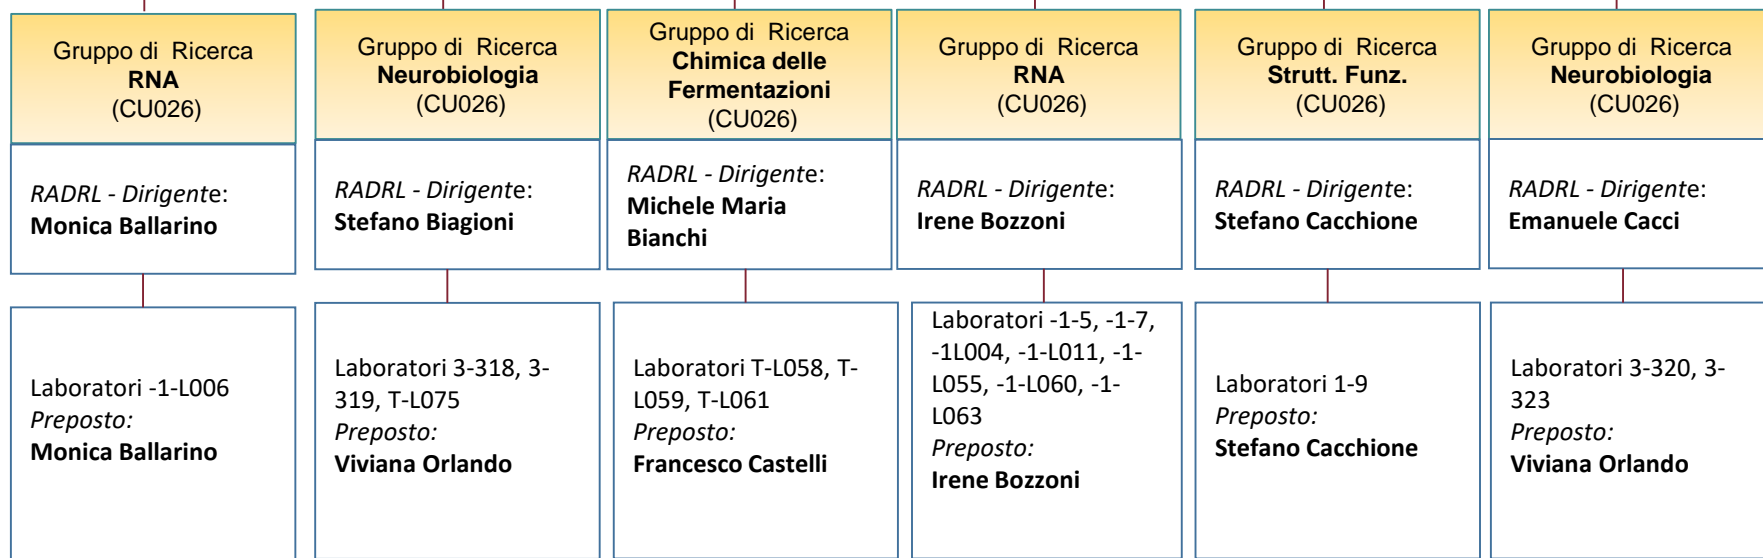 Gruppo di Ricerca
RNA
(CU026)
RADRL - Dirigente:
Monica Ballarino
Laboratori -1-L006
Preposto:
Monica Ballarino
Gruppo di Ricerca
Neurobiologia
(CU026)
RADRL - Dirigente:
Stefano Biagioni
Laboratori 3-318, 3-
319, T-L075
Preposto:
Viviana Orlando
Gruppo di Ricerca
Chimica delle
Fermentazioni
(CU026)
RADRL - Dirigente:
Michele Maria
Bianchi
Laboratori T-L058, T-
L059, T-L061
Preposto:
Francesco Castelli
Gruppo di Ricerca
RNA
(CU026)
RADRL - Dirigente:
Irene Bozzoni
Laboratori -1-5, -1-7,
-1L004, -1-L011, -1-
L055, -1-L060, -1-
L063
Preposto:
Irene Bozzoni
Gruppo di Ricerca
Strutt. Funz.
(CU026)
RADRL - Dirigente:
Stefano Cacchione
Laboratori 1-9
Preposto:
Stefano Cacchione
Gruppo di Ricerca
Neurobiologia
(CU026)
RADRL - Dirigente:
Emanuele Cacci
Laboratori 3-320, 3-
323
Preposto:
Viviana Orlando